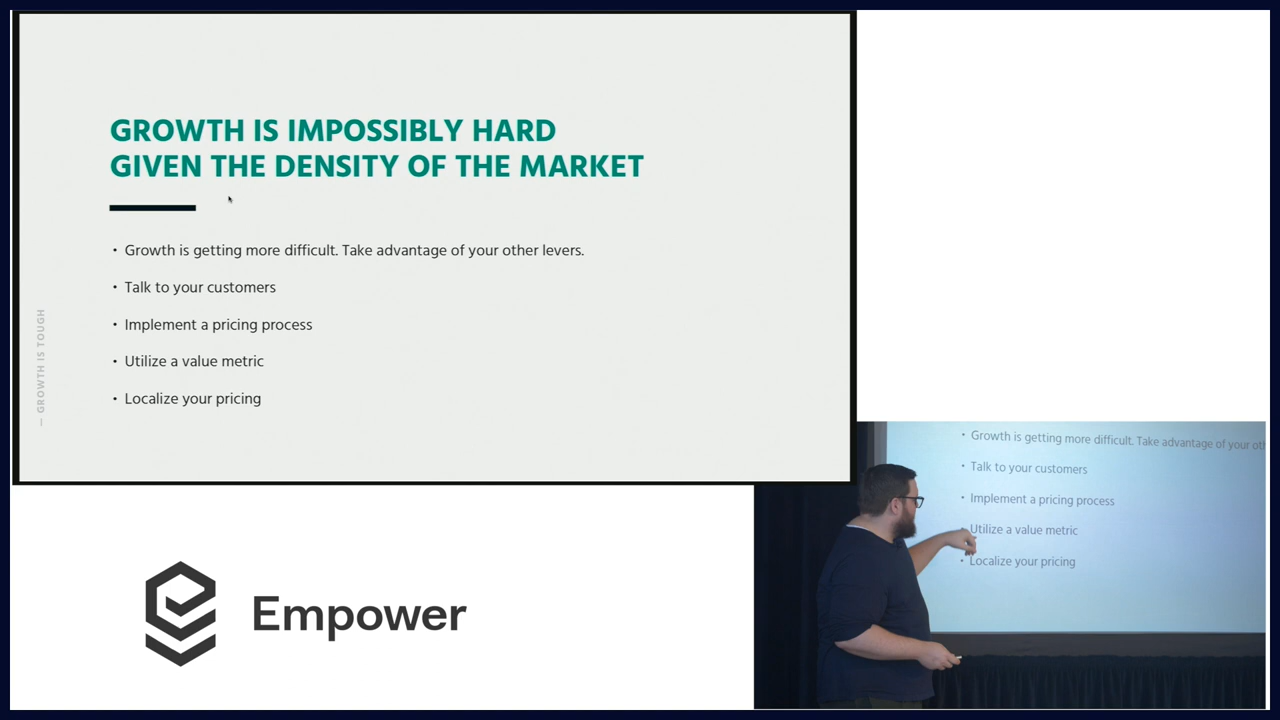 GROWTH IS IMPOSSIBLY HARD
GIVEN THE DENSITY OF THE MARKET
• Growth is getting more difficult. Take advantage of your other levers.
• Talk to your customers
• Implement a pricing process
• Utilize a value metric
• Localize your pricing
— GROWTH IS TOUGH
• Growth is getting more difficult. Take advantage of your oth
• Talk to your customers
• Implement a pricing process
• Utilize a value metric
• Localize your pricing
Empower